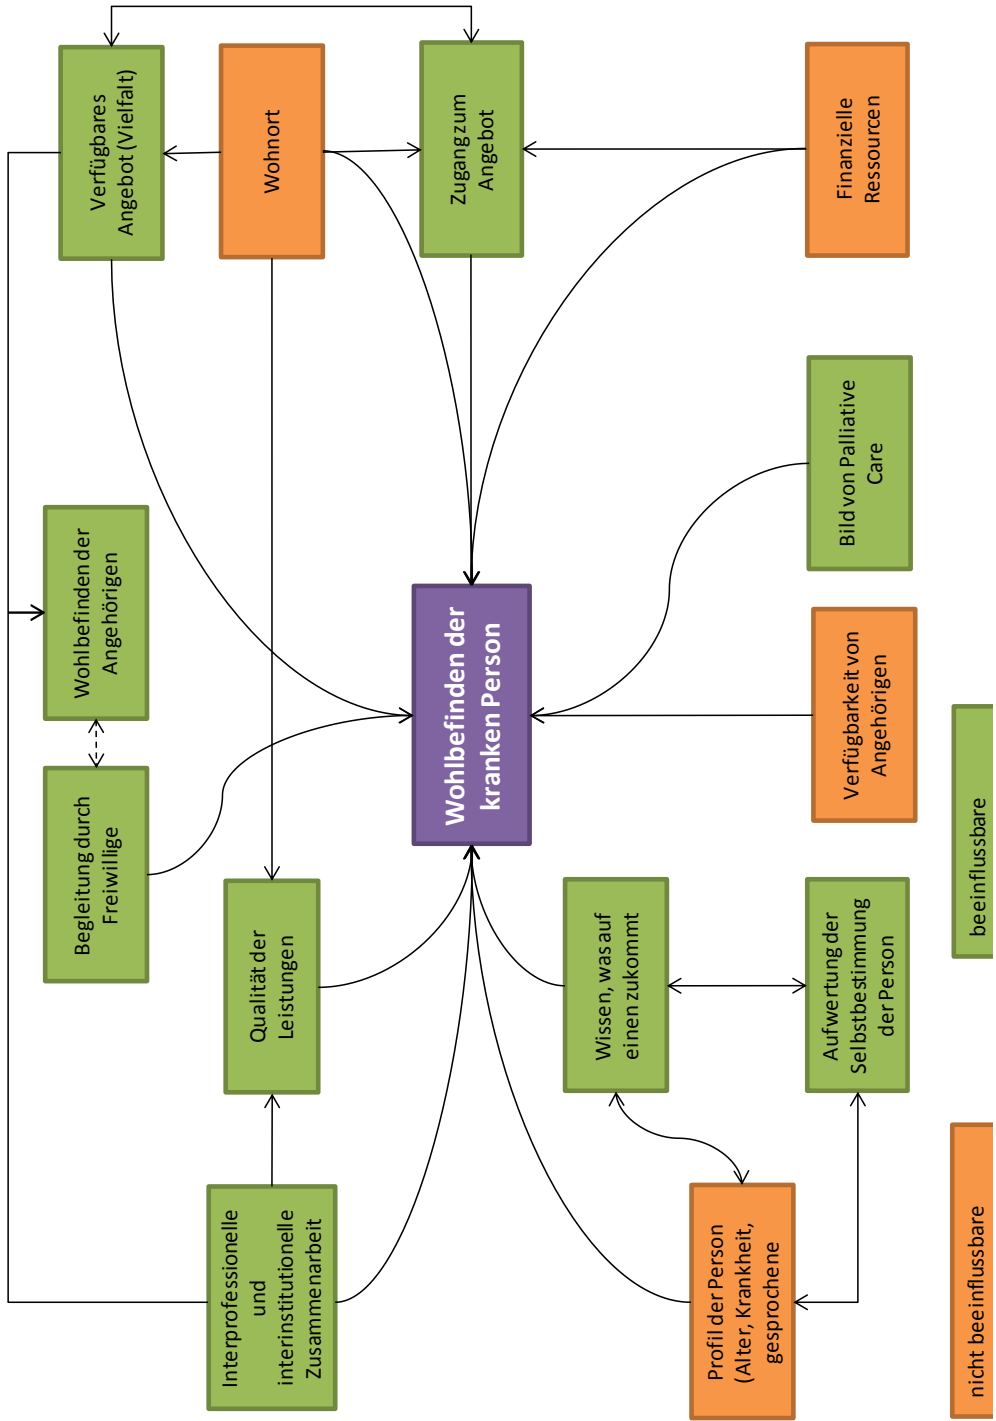 Begleitung durch
Freiwillige
Wohlbefinden der
Angehörigen
Verfügbares
Angebot (Vielfalt)
Interprofessionelle
und
interinstitutionelle
Zusammenarbeit
Qualität der
Leistungen
Wohnort
Wohlbefinden der
kranken Person
Zugang zum
Angebot
Wissen, was auf
einen zukommt
Profil der Person
(Alter, Krankheit,
gesprochene
Aufwertung der
Selbstbestimmung
der Person
Verfügbarkeit von
Angehörigen
Bild von Palliative
Care
Finanzielle
Ressourcen
nicht beeinflussbare
beeinflussbare